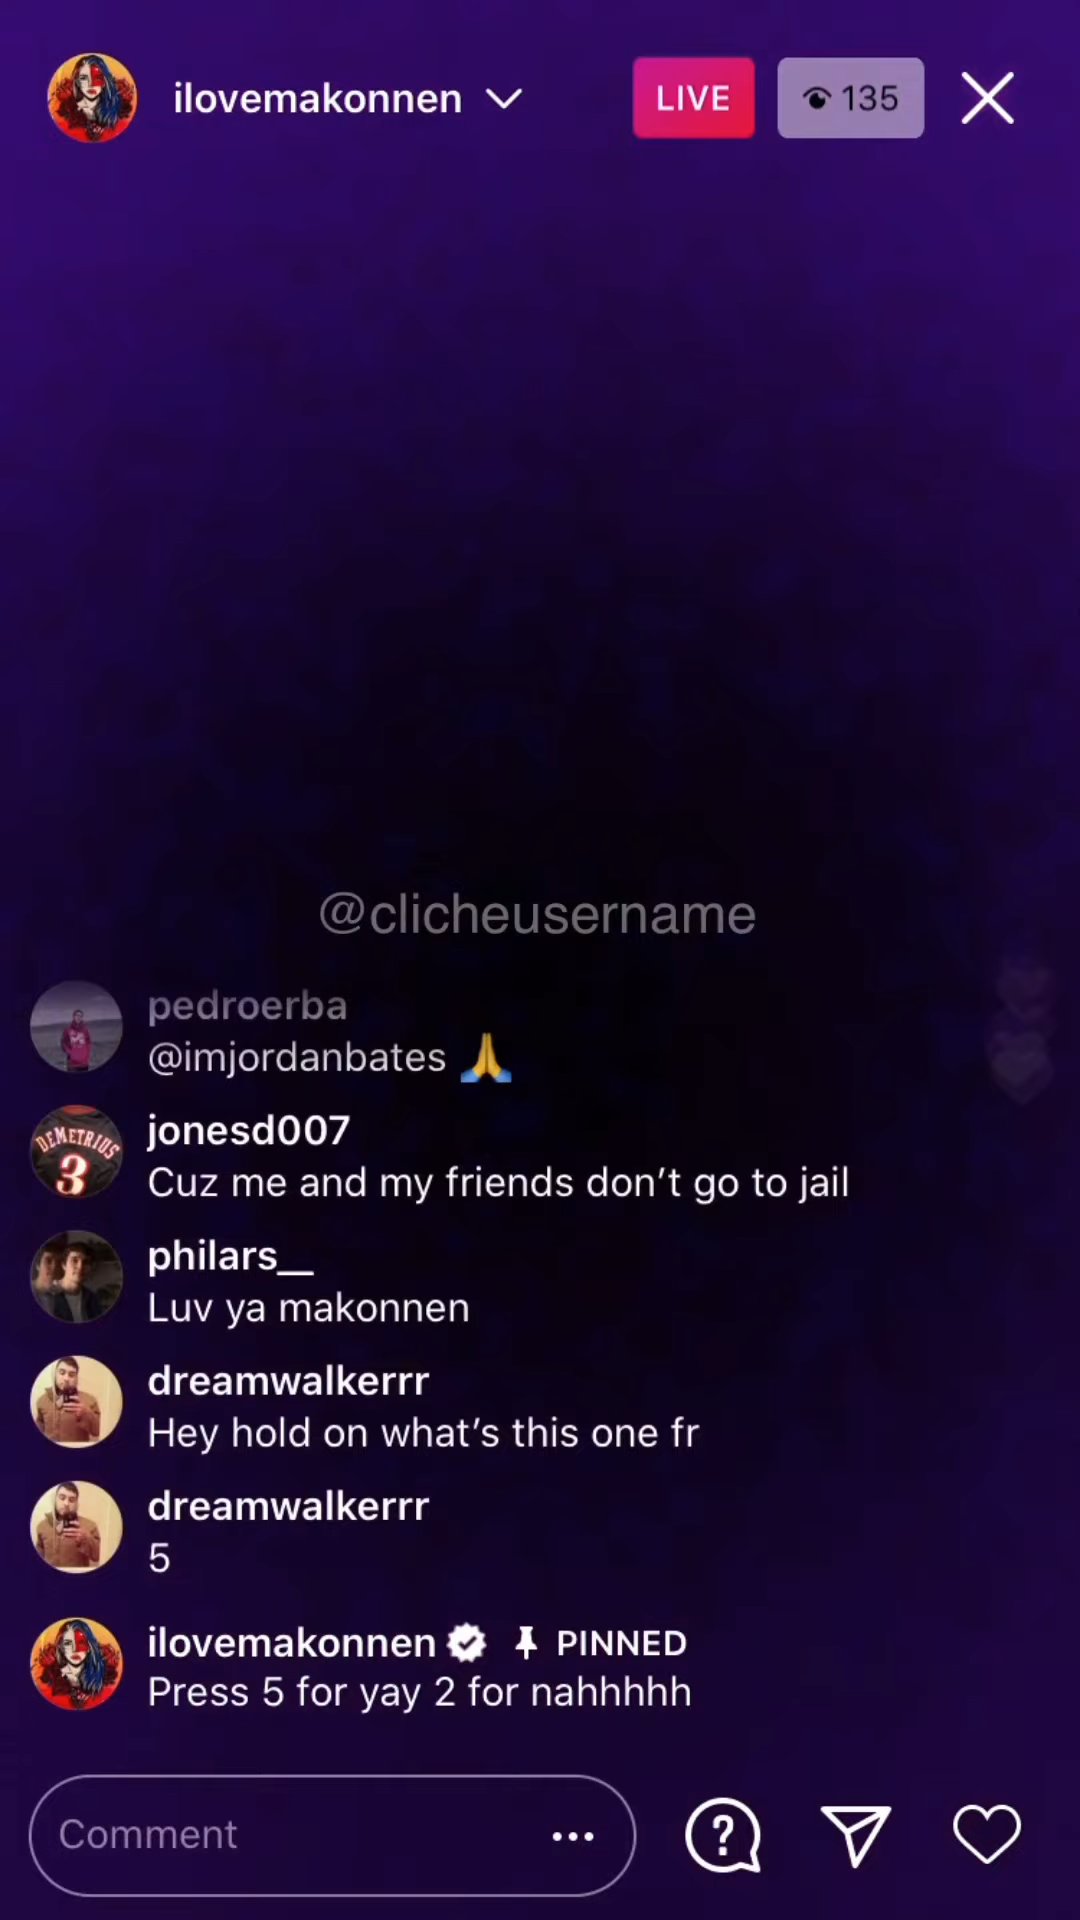 ilovemakonnen
LIVE
135
@clicheusername
pedroerba
@imjordanbates 🙏
DEMETRIUS
3
jonesd007
Cuz me and my friends don’t go to jail
philars__
Luv ya makonnen
dreamwalkerrr
Hey hold on what’s this one fr
dreamwalkerrr
5
ilovemakonnen PINNED
Press 5 for yay 2 for nahhhhh
Comment